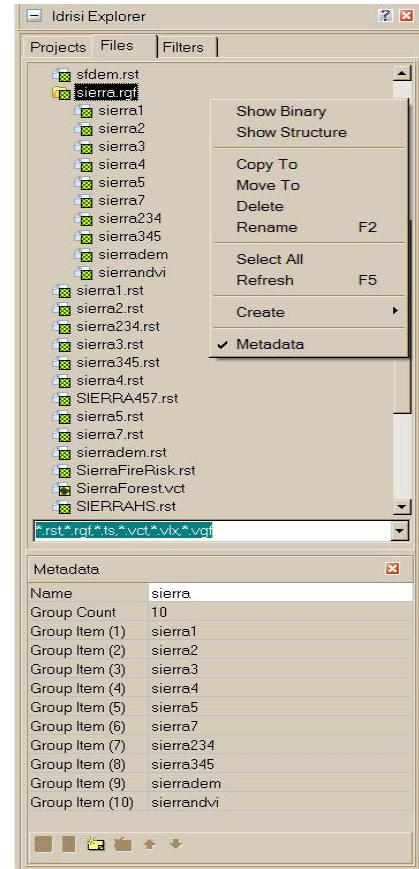 Idrisi Explorer
Projects Files Filters
sfdem.rst
sierra.rgf
sierra1
sierra2
sierra3
sierra4
sierra5
sierra7
sierra234
sierra345
sierradem
sierrandvi
sierra1.rst
sierra2.rst
sierra234.rst
sierra3.rst
sierra345.rst
sierra4.rst
SIERRA457.rst
sierra5.rst
sierra7.rst
sierradem.rst
SierraFireRisk.rst
SierraForest.vct
SIERRAHS.rst
Show Binary
Show Structure
Copy To
Move To
Delete
Rename F2
Select All
Refresh F5
Create
Metadata
*.rst,*.rgf,*.ts,*.vct,*.vlx,*.vgf
Metadata
Name sierra
Group Count 10
Group Item (1) sierra1
Group Item (2) sierra2
Group Item (3) sierra3
Group Item (4) sierra4
Group Item (5) sierra5
Group Item (6) sierra7
Group Item (7) sierra234
Group Item (8) sierra345
Group Item (9) sierradem
Group Item (10) sierrandvi